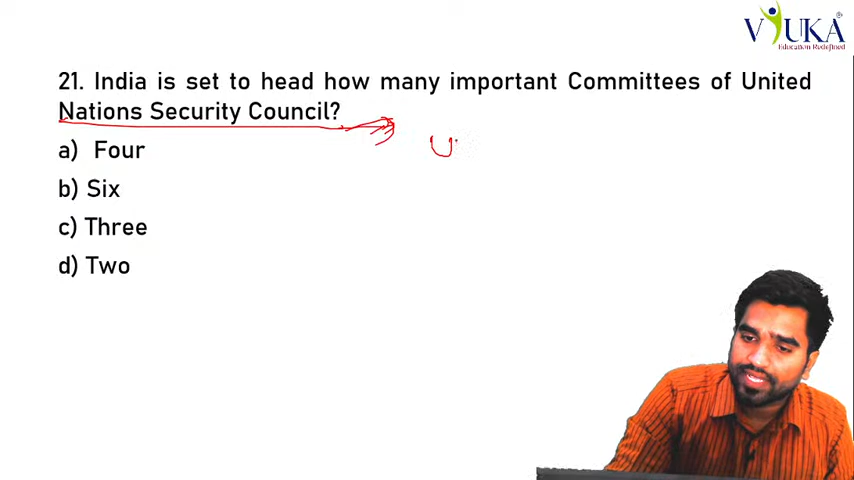 VYUKA
Education Redefined
21. India is set to head how many important Committees of United
Nations Security Council?
U
a) Four
b) Six
c) Three
d) Two